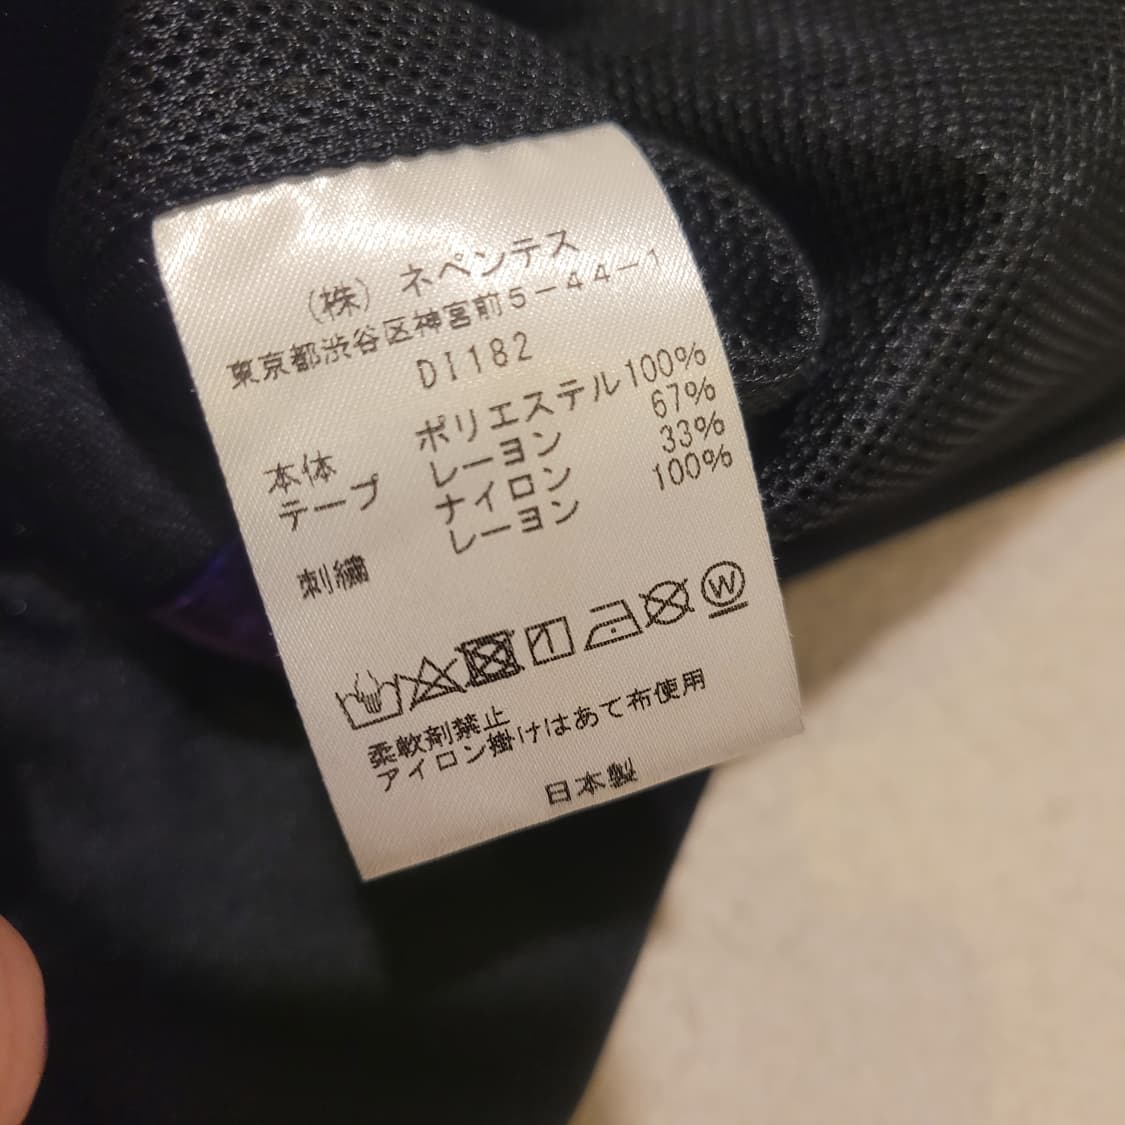 (株)ネペンテス
東京都渋谷区神宮前5-44-1
DI182
本体 ポリエステル100%
テープ レーヨン 67%
ナイロン 33%
刺繍 レーヨン 100%
W
柔軟剤禁止
アイロン掛けはあて布使用
日本製